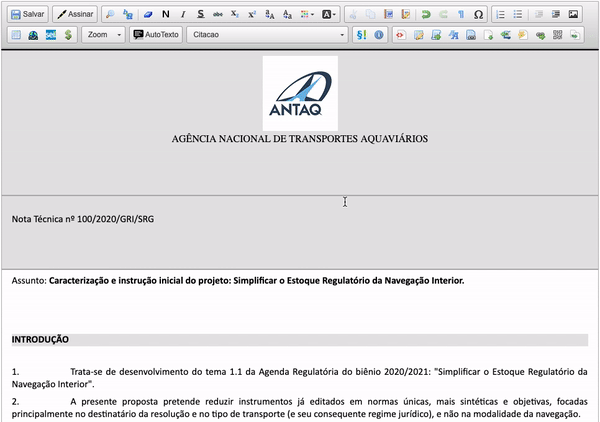 Salvar Assinar N I S abc X₂ X² A
Zoom AutoTexto Citacao §!
ANTAQ
AGÊNCIA NACIONAL DE TRANSPORTES AQUAVIÁRIOS
Nota Técnica nº 100/2020/GRI/SRG
Assunto: Caracterização e instrução inicial do projeto: Simplificar o Estoque Regulatório da Navegação Interior.
INTRODUÇÃO
1. Trata-se de desenvolvimento do tema 1.1 da Agenda Regulatória do biênio 2020/2021: "Simplificar o Estoque Regulatório da
Navegação Interior".
2. A presente proposta pretende reduzir instrumentos já editados em normas únicas, mais sintéticas e objetivas, focadas
principalmente no destinatário da resolução e no tipo de transporte (e seu consequente regime jurídico), e não na modalidade da navegação.